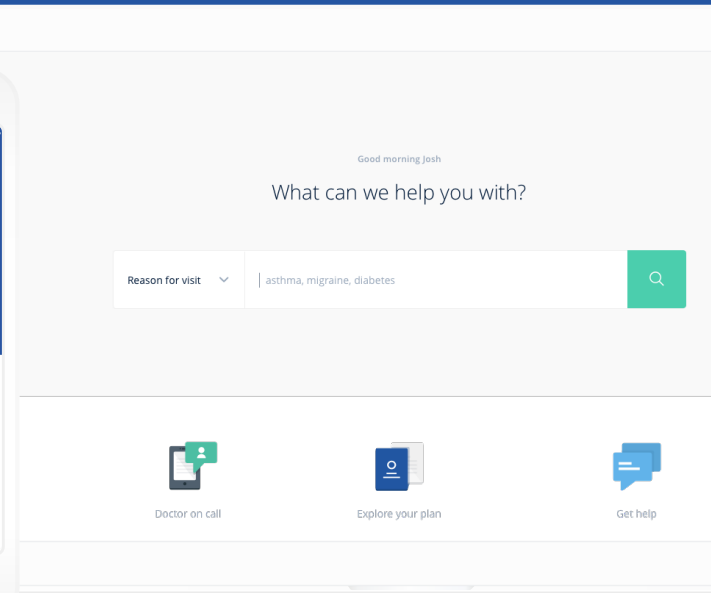 Good morning Josh
What can we help you with?
Reason for visit
asthma, migraine, diabetes
Doctor on call
Explore your plan
Get help